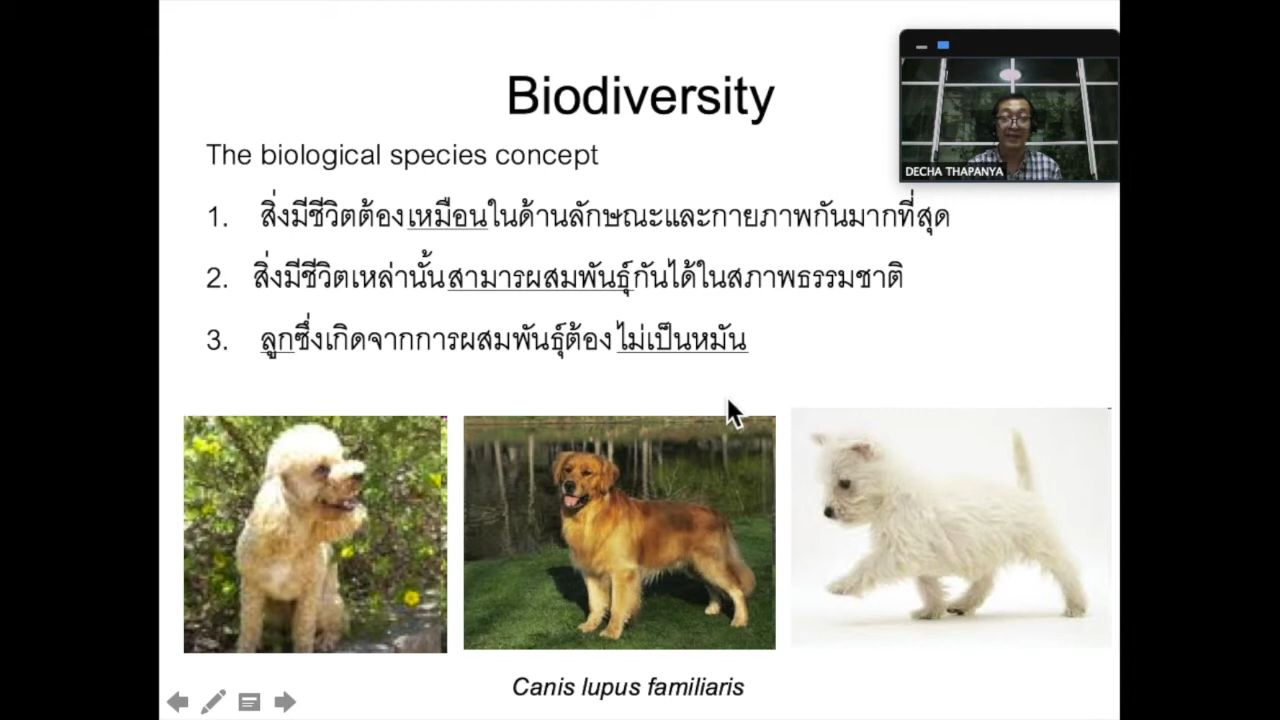 Biodiversity
The biological species concept
1. สิ่งมีชีวิตต้องเหมือนในด้านลักษณะและกายภาพกันมากที่สุด
2. สิ่งมีชีวิตเหล่านั้นสามารผสมพันธุ์กันได้ในสภาพธรรมชาติ
3. ลูกซึ่งเกิดจากการผสมพันธุ์ต้องไม่เป็นหมัน
DECHA THAPANYA
Canis lupus familiaris